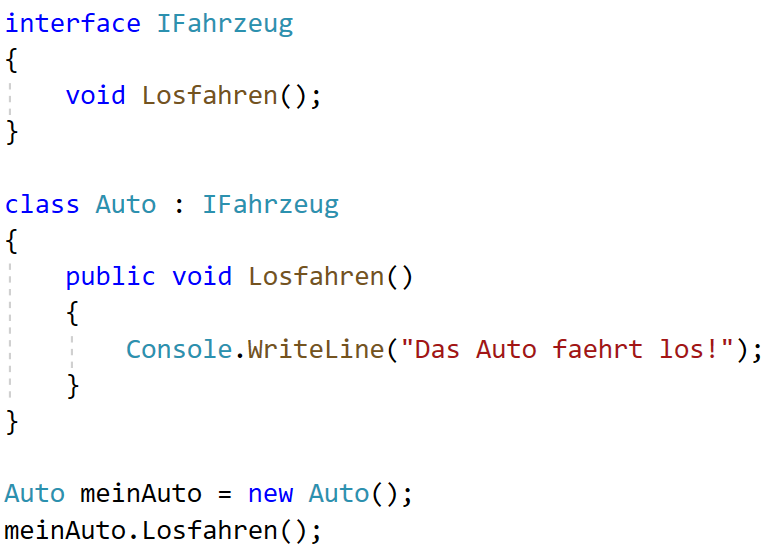 interface IFahrzeug
{
    void Losfahren();
}

class Auto : IFahrzeug
{
    public void Losfahren()
    {
        Console.WriteLine("Das Auto faehrt los!");
    }
}

Auto meinAuto = new Auto();
meinAuto.Losfahren();